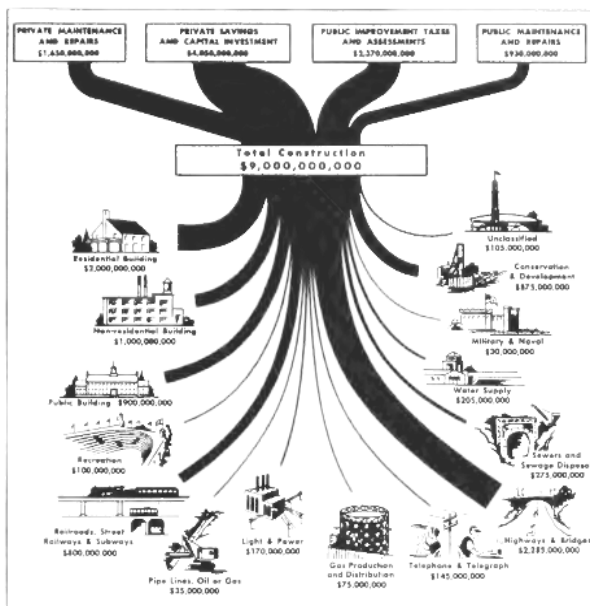 PRIVATE MAINTENANCE
AND REPAIRS
$1,650,000,000
PRIVATE SAVINGS
AND CAPITAL INVESTMENT
$4,050,000,000
PUBLIC IMPROVEMENT TAXES
AND ASSESSMENTS
$2,370,000,000
PUBLIC MAINTENANCE
AND REPAIRS
$930,000,000
Total Construction
$9,000,000,000
Residential Building
$2,000,000,000
Non-residential Building
$1,000,000,000
Public Building $900,000,000
Recreation
$100,000,000
Railroads, Street
Railways & Subways
$800,000,000
Pipe Lines, Oil or Gas
$35,000,000
Light & Power
$170,000,000
Gas Production
and Distribution
$75,000,000
Telephone & Telegraph
$145,000,000
Highways & Bridges
$2,285,000,000
Sewers and
Sewage Disposa
$275,000,000
Water Supply
$205,000,000
Military & Naval
$30,000,000
Conservation
& Development
$875,000,000
Unclassified
$105,000,000